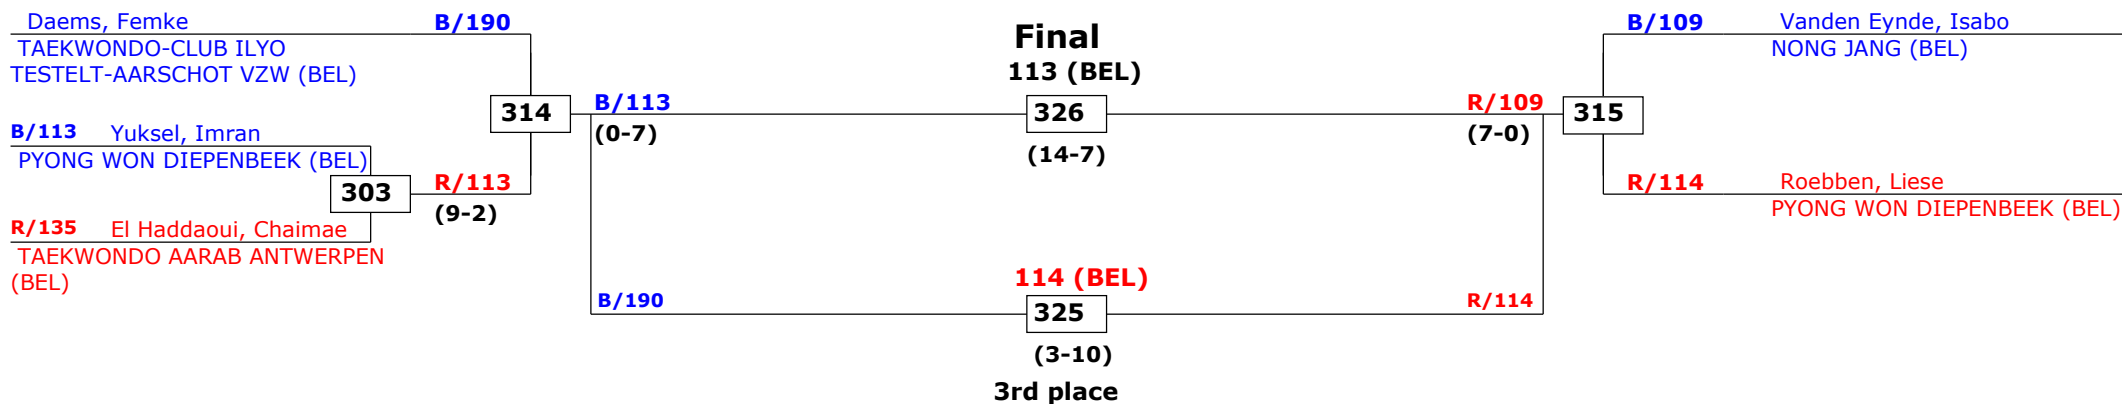 Daems, Femke
B/190
TAEKWONDO-CLUB ILYO
TESTELT-AARSCHOT VZW (BEL)
314
B/113
Yuksel, Imran
PYONG WON DIEPENBEEK (BEL)
303
R/113
(9-2)
R/135
El Haddaoui, Chaimae
TAEKWONDO AARAB ANTWERPEN
(BEL)
B/113
(0-7)
B/190
Final
113 (BEL)
326
(14-7)
114 (BEL)
325
(3-10)
3rd place
R/109
(7-0)
R/114
315
B/109
Vanden Eynde, Isabo
NONG JANG (BEL)
R/114
Roebben, Liese
PYONG WON DIEPENBEEK (BEL)